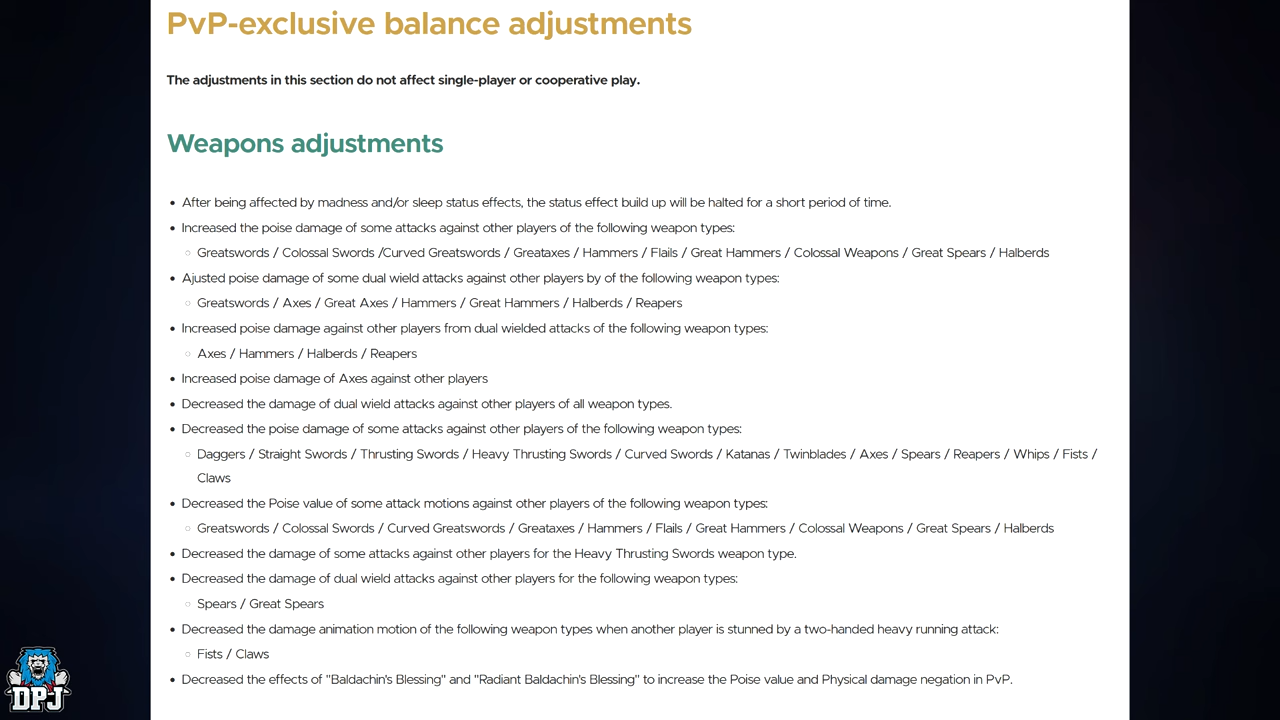 PvP-exclusive balance adjustments
The adjustments in this section do not affect single-player or cooperative play.
Weapons adjustments
• After being affected by madness and/or sleep status effects, the status effect build up will be halted for a short period of time.
• Increased the poise damage of some attacks against other players of the following weapon types:
○ Greatswords / Colossal Swords /Curved Greatswords / Greataxes / Hammers / Flails / Great Hammers / Colossal Weapons / Great Spears / Halberds
• Ajusted poise damage of some dual wield attacks against other players by of the following weapon types:
○ Greatswords / Axes / Great Axes / Hammers / Great Hammers / Halberds / Reapers
• Increased poise damage against other players from dual wielded attacks of the following weapon types:
○ Axes / Hammers / Halberds / Reapers
• Increased poise damage of Axes against other players
• Decreased the damage of dual wield attacks against other players of all weapon types.
• Decreased the poise damage of some attacks against other players of the following weapon types:
○ Daggers / Straight Swords / Thrusting Swords / Heavy Thrusting Swords / Curved Swords / Katanas / Twinblades / Axes / Spears / Reapers / Whips / Fists /
Claws
• Decreased the Poise value of some attack motions against other players of the following weapon types:
○ Greatswords / Colossal Swords / Curved Greatswords / Greataxes / Hammers / Flails / Great Hammers / Colossal Weapons / Great Spears / Halberds
• Decreased the damage of some attacks against other players for the Heavy Thrusting Swords weapon type.
• Decreased the damage of dual wield attacks against other players for the following weapon types:
○ Spears / Great Spears
• Decreased the damage animation motion of the following weapon types when another player is stunned by a two-handed heavy running attack:
○ Fists / Claws
• Decreased the effects of "Baldachin's Blessing" and "Radiant Baldachin's Blessing" to increase the Poise value and Physical damage negation in PvP.
DPJ